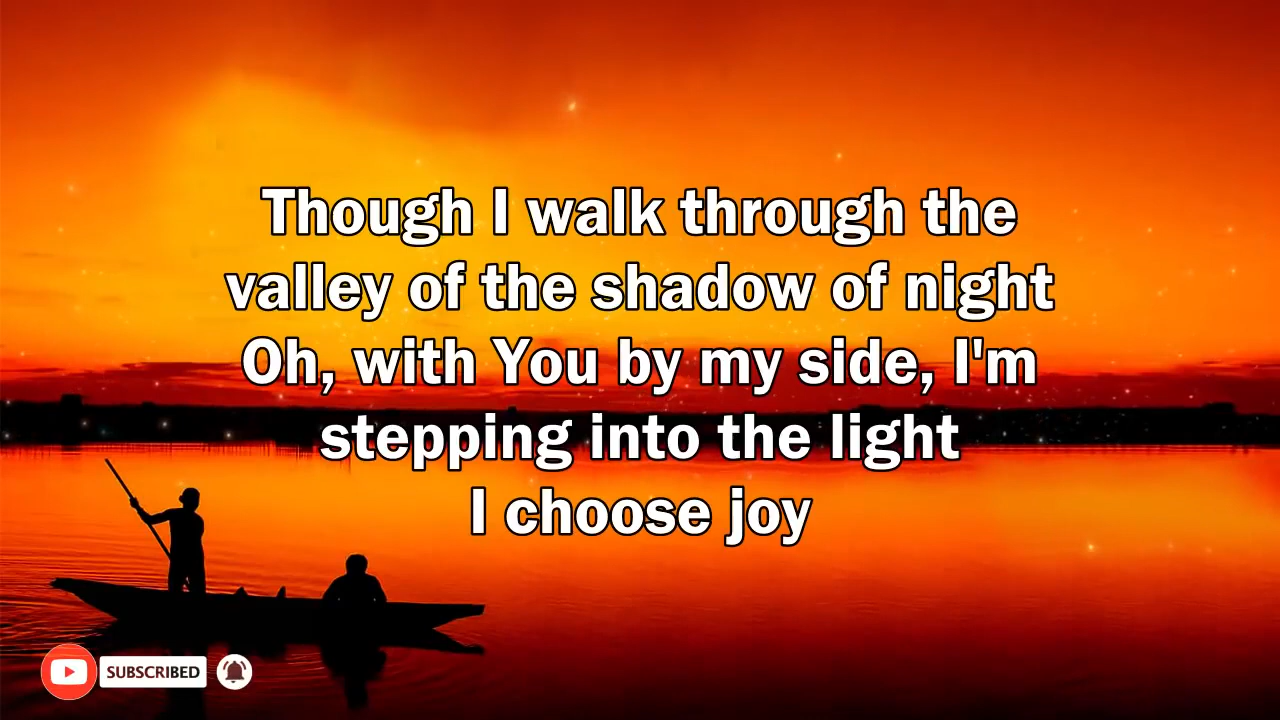 Though I walk through the
valley of the shadow of night
Oh, with You by my side, I'm
stepping into the light
I choose joy
SUBSCRIBED